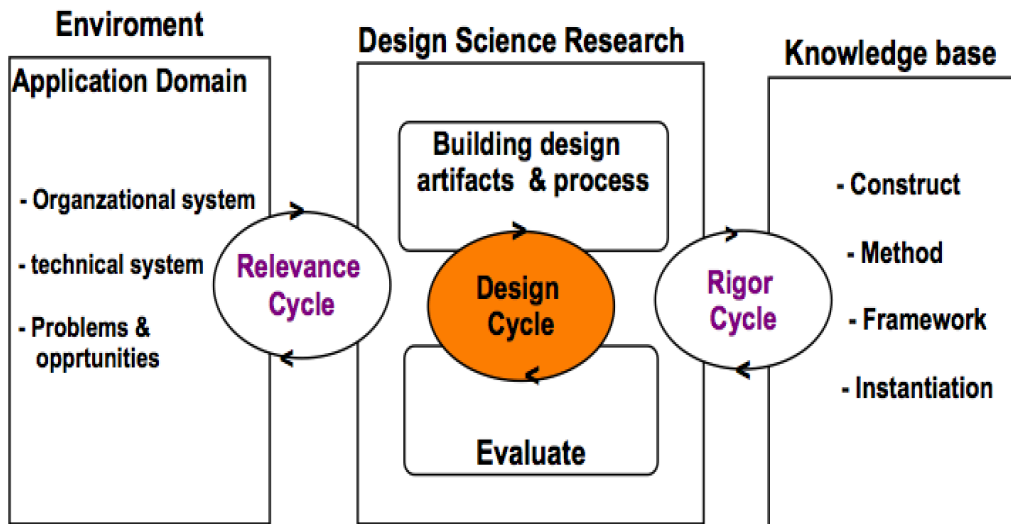 Enviroment
Application Domain
- Organzational system
- technical system
- Problems &
opprtunities
Relevance
Cycle
Design Science Research
Building design
artifacts & process
Design
Cycle
Evaluate
Rigor
Cycle
Knowledge base
- Construct
- Method
- Framework
- Instantiation